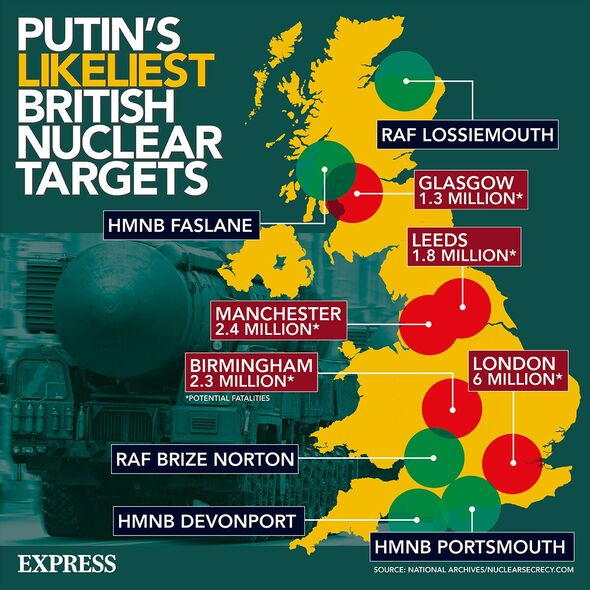 PUTIN'S
LIKELIEST
BRITISH
NUCLEAR
TARGETS
RAF LOSSIEMOUTH
GLASGOW
1.3 MILLION*
HMNB FASLANE
LEEDS
1.8 MILLION*
MANCHESTER
2.4 MILLION*
BIRMINGHAM
2.3 MILLION*
*POTENTIAL FATALITIES
LONDON
6 MILLION*
RAF BRIZE NORTON
HMNB DEVONPORT
HMNB PORTSMOUTH
EXPRESS
SOURCE: NATIONAL ARCHIVES/NUCLEARSECRECY.COM